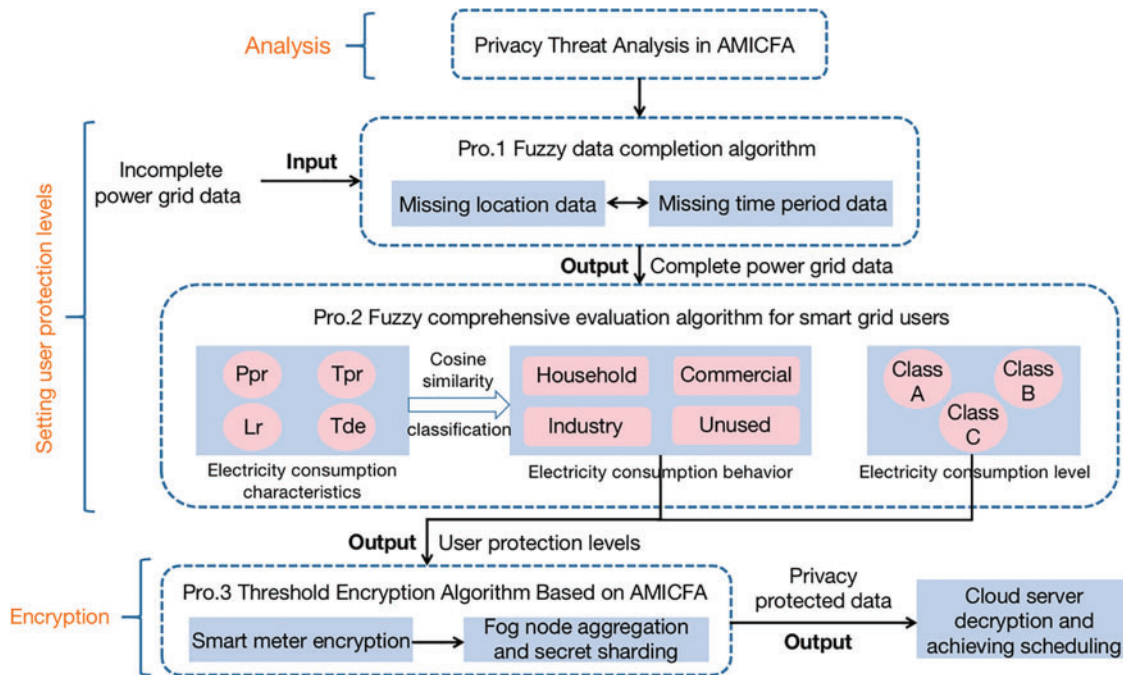 Analysis
Privacy Threat Analysis in AMICFA
Setting user protection levels
Incomplete
power grid data
Input
Pro.1 Fuzzy data completion algorithm
Missing location data
Missing time period data
Output
Complete power grid data
Pro.2 Fuzzy comprehensive evaluation algorithm for smart grid users
Ppr
Tpr
Lr
Tde
Electricity consumption
characteristics
Cosine
similarity
classification
Household
Commercial
Industry
Unused
Electricity consumption behavior
Class
A
Class
B
Class
C
Electricity consumption level
Output
User protection levels
Encryption
Pro.3 Threshold Encryption Algorithm Based on AMICFA
Smart meter encryption
Fog node aggregation
and secret sharding
Privacy
protected data
Output
Cloud server
decryption and
achieving scheduling